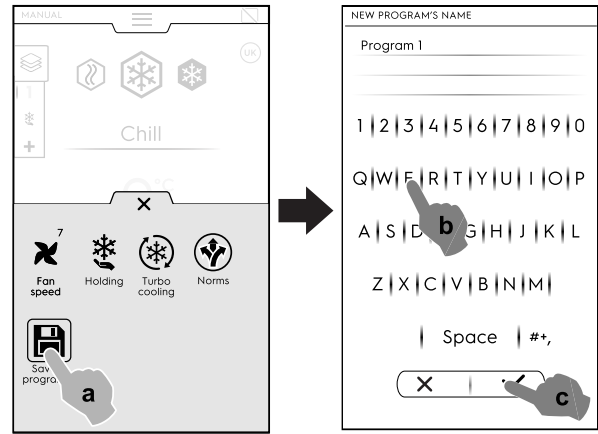 MANUAL
UK
1
Chill
7
Fan
speed
Holding
Turbo
cooling
Norms
a
NEW PROGRAM'S NAME
Program 1
1 2 3 4 5 6 7 8 9 0
Q W E R T Y U I O P
A S D G H J K L
b
Z X C V B N M
Space #+,
c